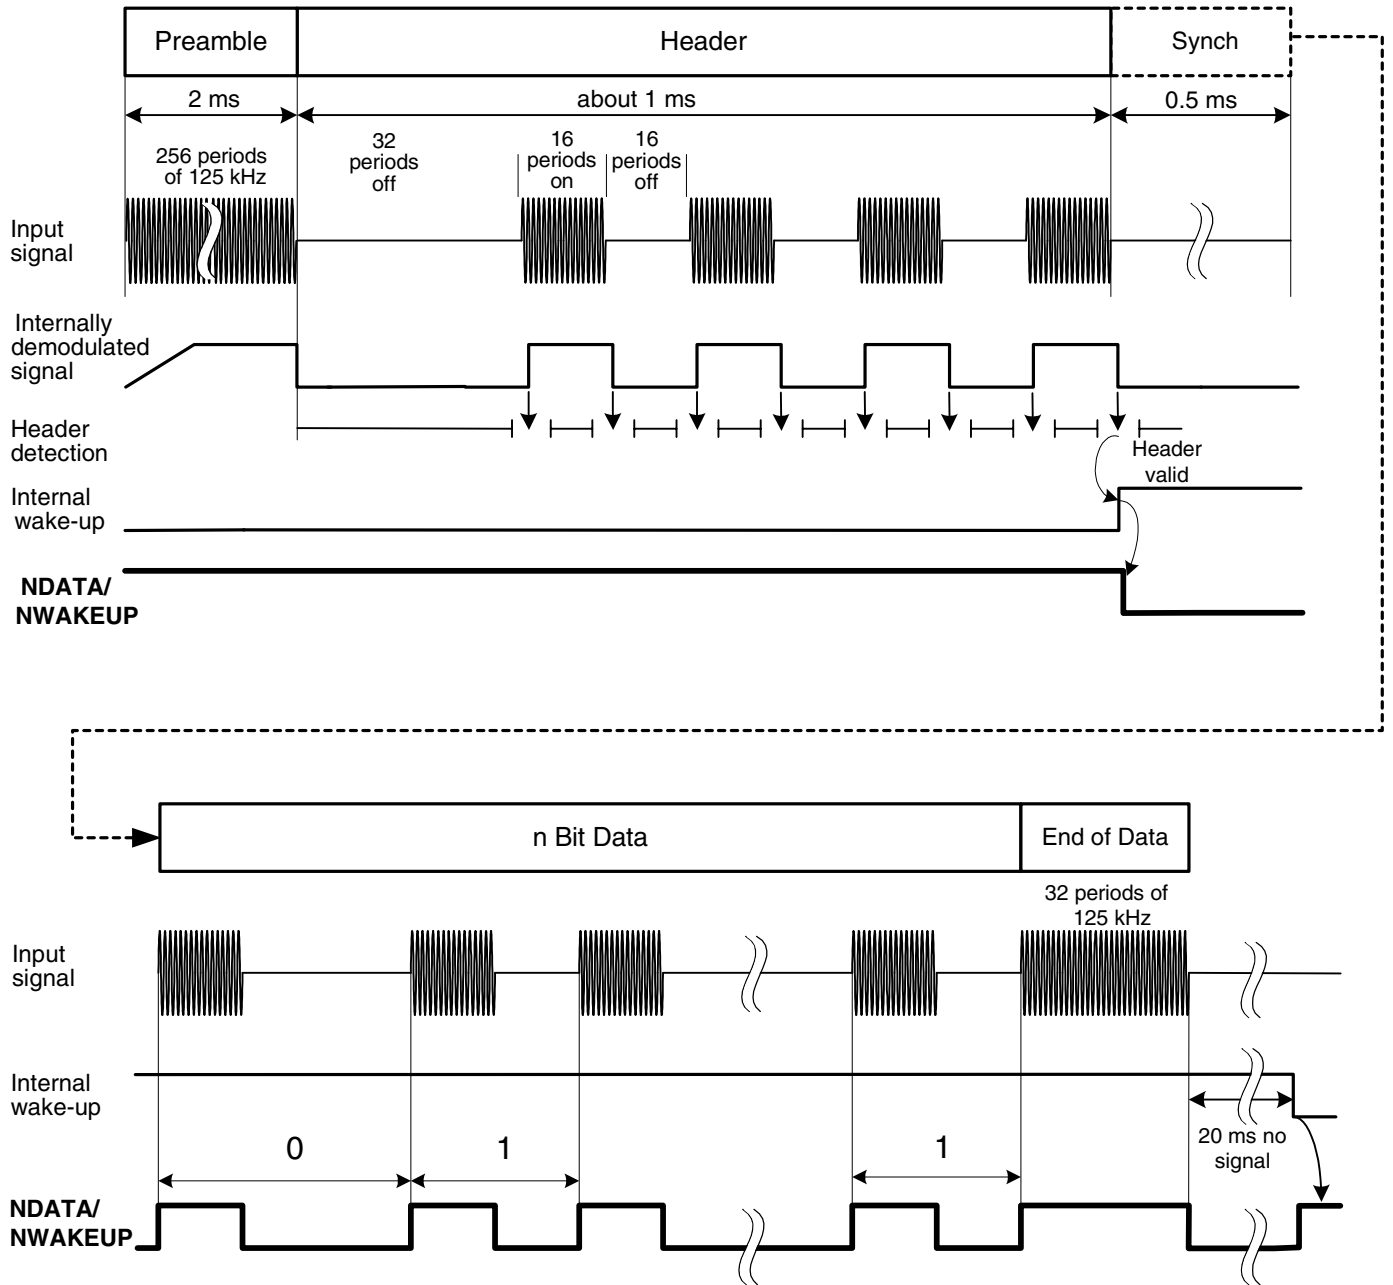 Preamble
Header
Synch
2 ms
about 1 ms
0.5 ms
256 periods
of 125 kHz
32
periods
off
16
periods
on
16
periods
off
Input
signal
Internally
demodulated
signal
Header
detection
Header
valid
Internal
wake-up
NDATA/
NWAKEUP
n Bit Data
End of Data
32 periods of
125 kHz
Input
signal
Internal
wake-up
20 ms no
signal
0
1
1
NDATA/
NWAKEUP